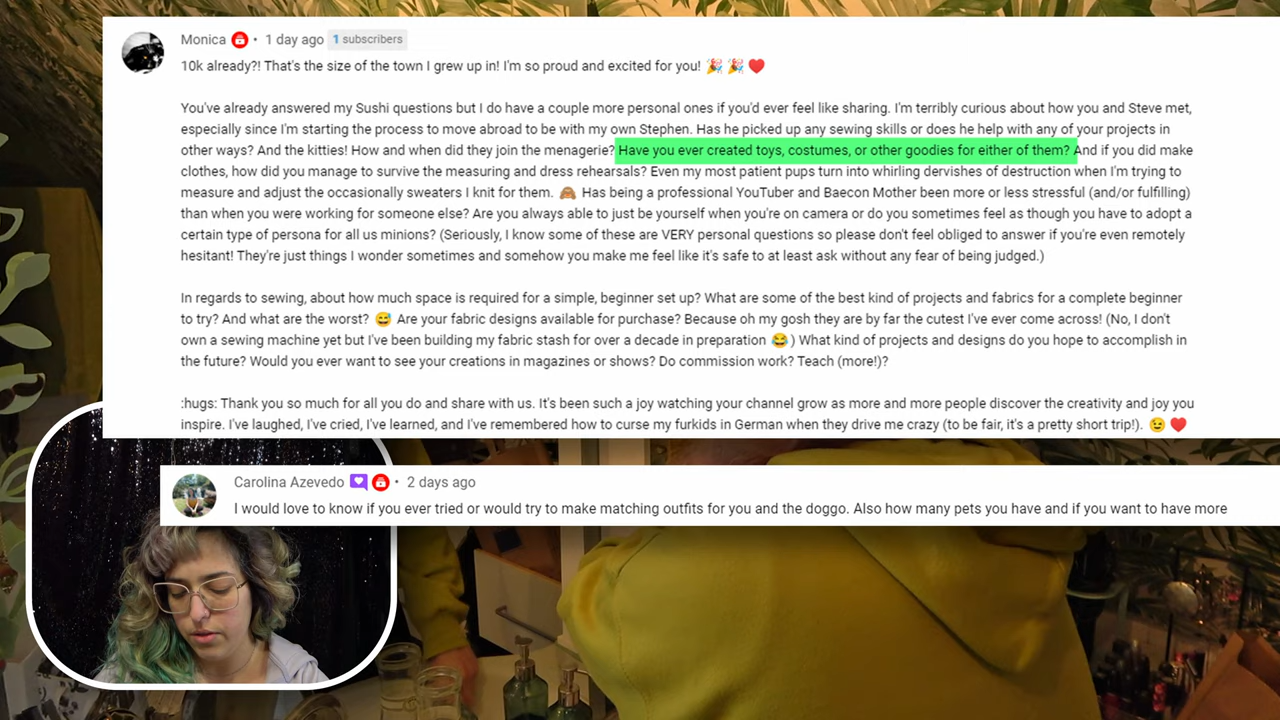 Monica • 1 day ago 1 subscribers
10k already?! That's the size of the town I grew up in! I'm so proud and excited for you! 🎉 🎉 ❤️
You've already answered my Sushi questions but I do have a couple more personal ones if you'd ever feel like sharing. I'm terribly curious about how you and Steve met,
especially since I'm starting the process to move abroad to be with my own Stephen. Has he picked up any sewing skills or does he help with any of your projects in
other ways? And the kitties! How and when did they join the menagerie? Have you ever created toys, costumes, or other goodies for either of them? And if you did make
clothes, how did you manage to survive the measuring and dress rehearsals? Even my most patient pups turn into whirling dervishes of destruction when I'm trying to
measure and adjust the occasionally sweaters I knit for them. 🙈 Has being a professional YouTuber and Baecon Mother been more or less stressful (and/or fulfilling)
than when you were working for someone else? Are you always able to just be yourself when you're on camera or do you sometimes feel as though you have to adopt a
certain type of persona for all us minions? (Seriously, I know some of these are VERY personal questions so please don't feel obliged to answer if you're even remotely
hesitant! They're just things I wonder sometimes and somehow you make me feel like it's safe to at least ask without any fear of being judged.)
In regards to sewing, about how much space is required for a simple, beginner set up? What are some of the best kind of projects and fabrics for a complete beginner
to try? And what are the worst? 😅 Are your fabric designs available for purchase? Because oh my gosh they are by far the cutest I've ever come across! (No, I don't
own a sewing machine yet but I've been building my fabric stash for over a decade in preparation 😂 ) What kind of projects and designs do you hope to accomplish in
the future? Would you ever want to see your creations in magazines or shows? Do commission work? Teach (more!)?
:hugs: Thank you so much for all you do and share with us. It's been such a joy watching your channel grow as more and more people discover the creativity and joy you
inspire. I've laughed, I've cried, I've learned, and I've remembered how to curse my furkids in German when they drive me crazy (to be fair, it's a pretty short trip!). 😉 ❤️
Carolina Azevedo • 2 days ago
I would love to know if you ever tried or would try to make matching outfits for you and the doggo. Also how many pets you have and if you want to have more